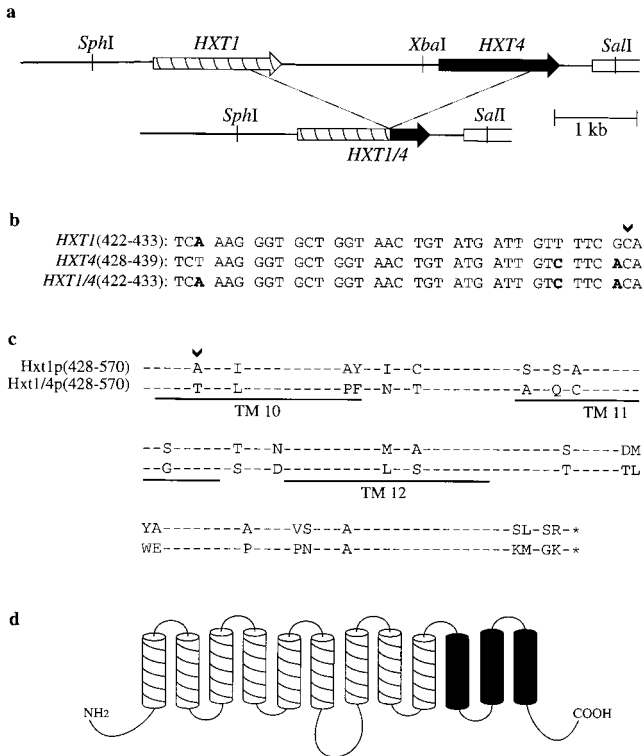 a
SphI HXT1 XbaI HXT4 SalI
SphI SalI
HXT1/4 1 kb
b
HXT1(422-433): TCA AAG GGT GCT GGT AAC TGT ATG ATT GTT TTC GCA
HXT4(428-439): TCT AAG GGT GCT GGT AAC TGT ATG ATT GTC TTC ACA
HXT1/4(422-433): TCA AAG GGT GCT GGT AAC TGT ATG ATT GTC TTC ACA
c
Hxt1p(428-570) -----A---I---------AY--I--C---------S--S-A-----
Hxt1/4p(428-570) -----T---L---------PF--N--T---------A--Q-C-----
TM 10 TM 11
--S------T---N---------M--A------------S-----DM
--G------S---D---------L--S------------T-----TL
TM 12
YA--------A---VS---A---------------SL-SR-*
WE--------P---PN---A---------------KM-GK-*
d
NH2 COOH